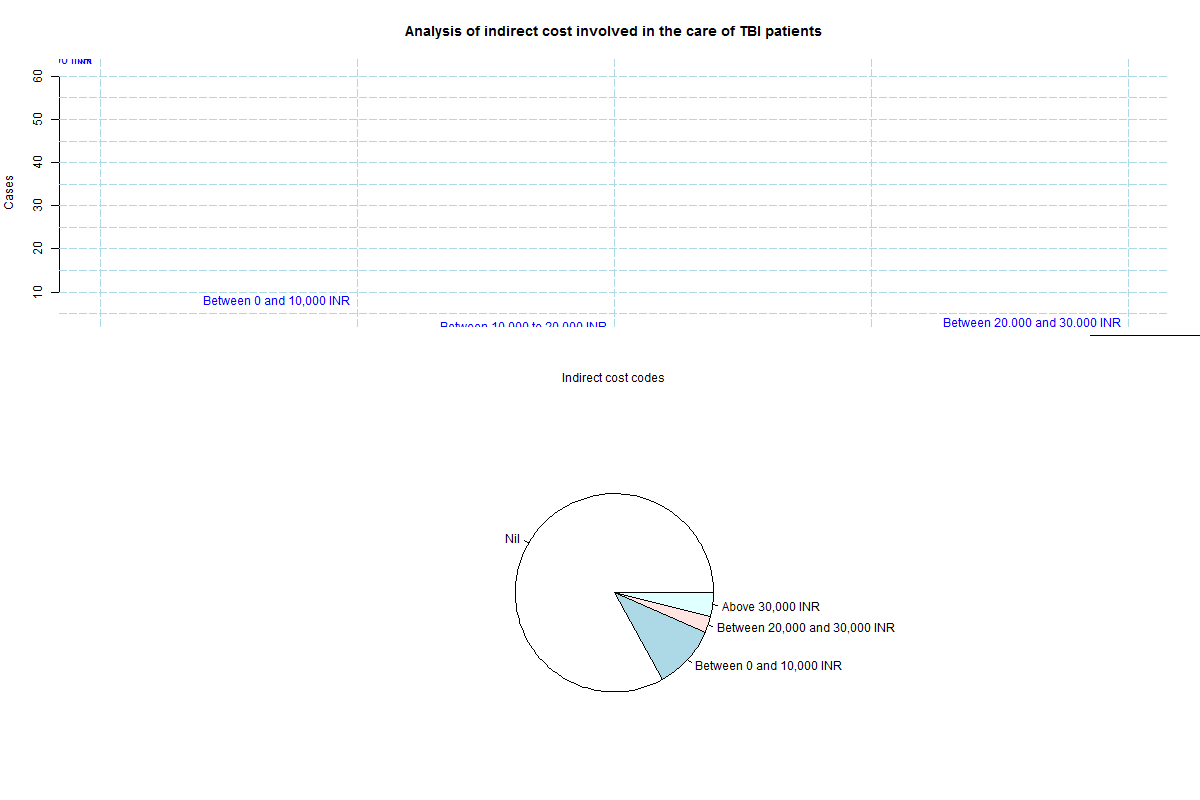 Analysis of indirect cost involved in the care of TBI patients
60
50
40
30
20
10
Cases
Between 0 and 10,000 INR
Between 10,000 to 20,000 INR
Between 20,000 and 30,000 INR
Indirect cost codes
Nil
Above 30,000 INR
Between 20,000 and 30,000 INR
Between 0 and 10,000 INR